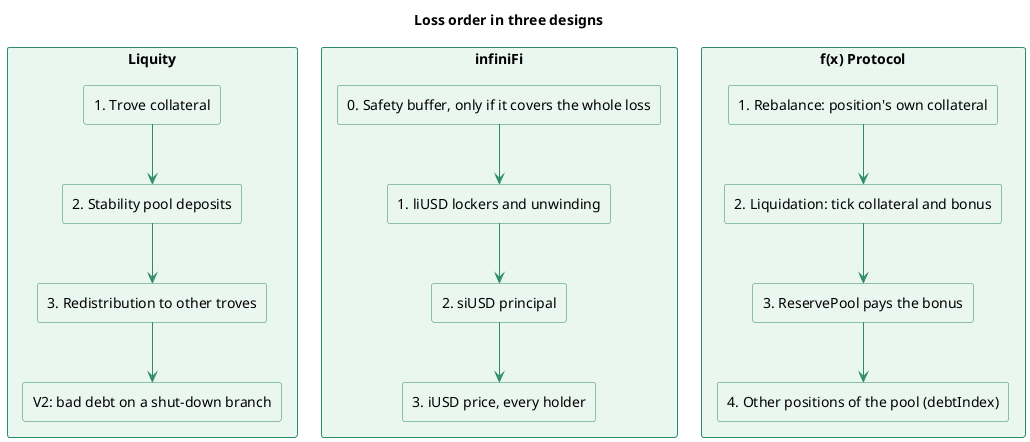 Loss order in three designs
Liquity
1. Trove collateral
2. Stability pool deposits
3. Redistribution to other troves
V2: bad debt on a shut-down branch
infiniFi
0. Safety buffer, only if it covers the whole loss
1. liUSD lockers and unwinding
2. siUSD principal
3. iUSD price, every holder
f(x) Protocol
1. Rebalance: position's own collateral
2. Liquidation: tick collateral and bonus
3. ReservePool pays the bonus
4. Other positions of the pool (debtIndex)